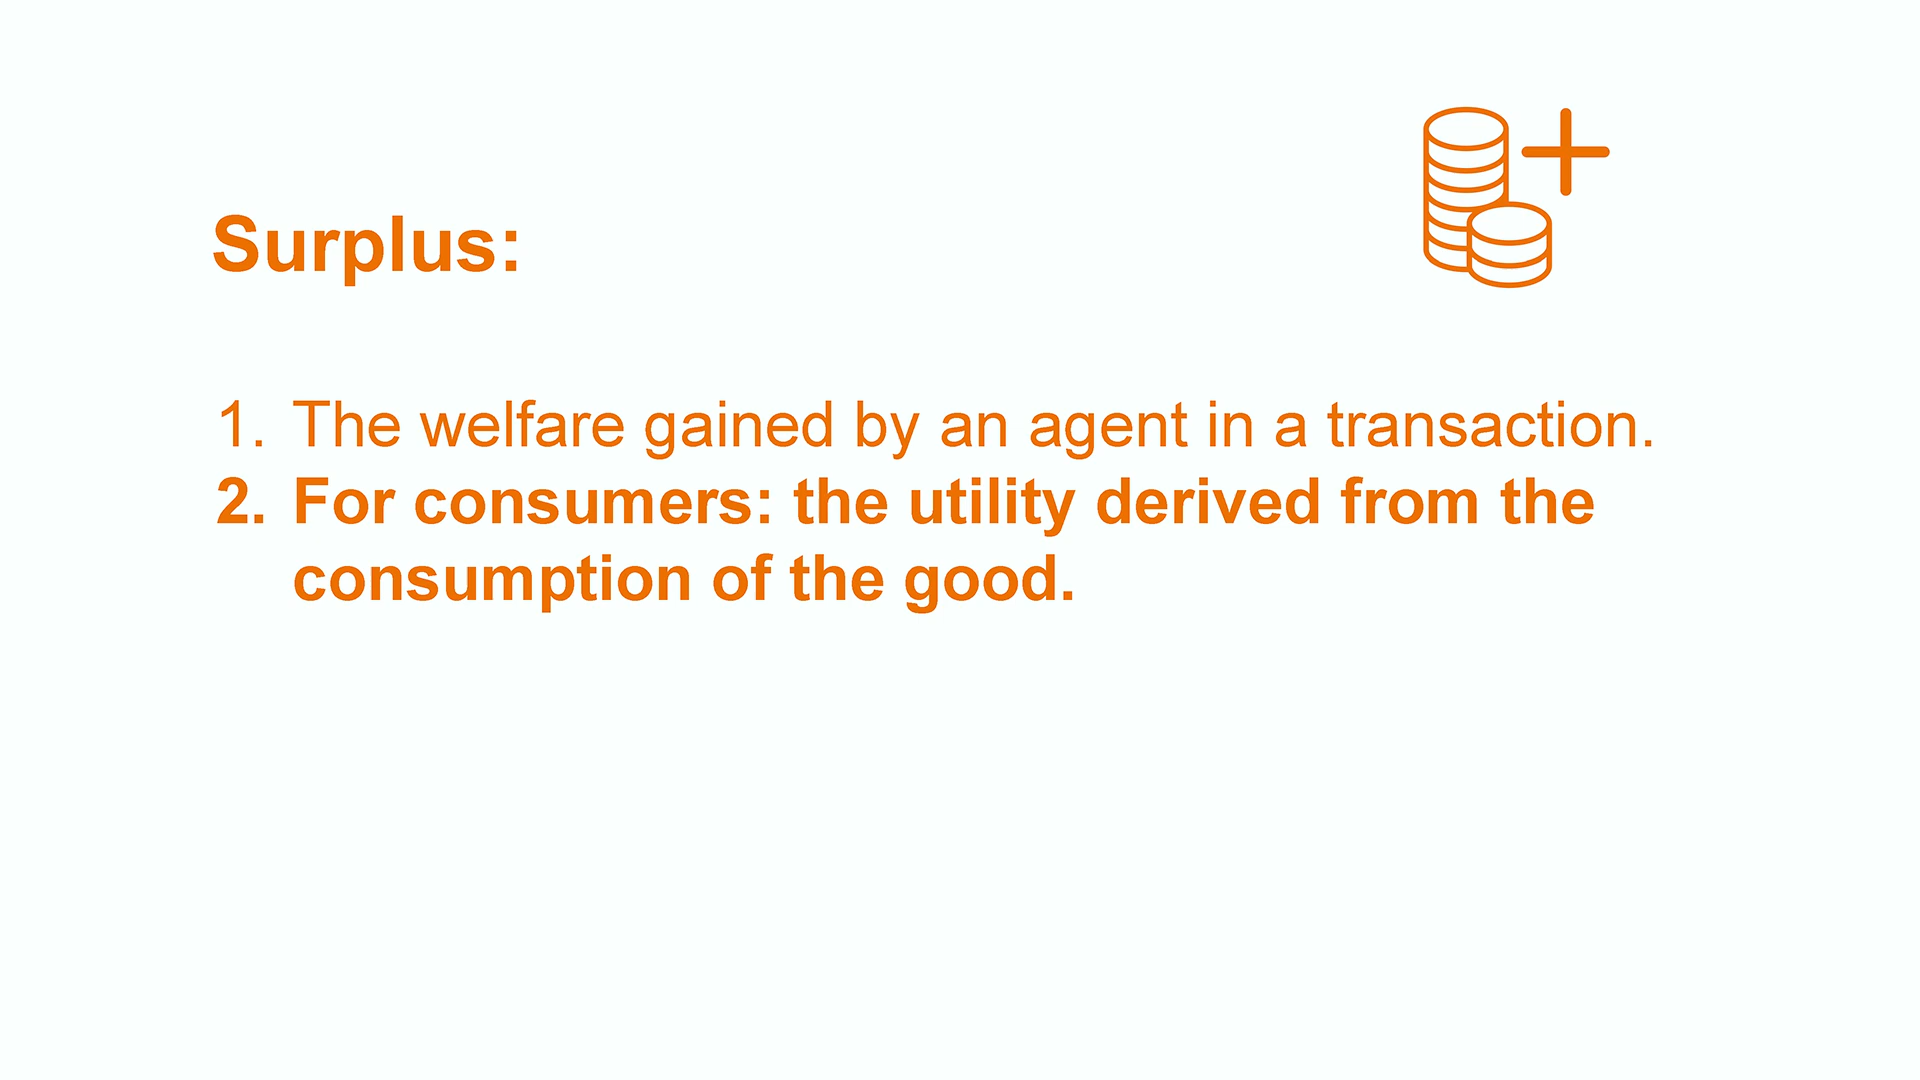 Surplus:
1. The welfare gained by an agent in a transaction.
2. For consumers: the utility derived from the
consumption of the good.